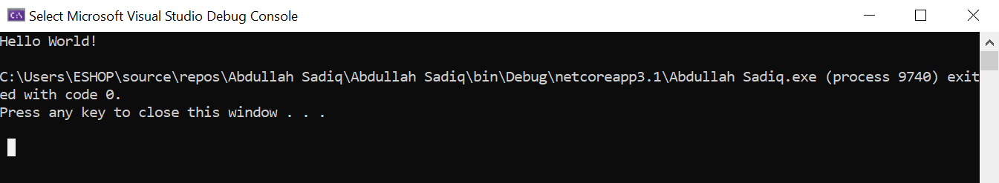 Select Microsoft Visual Studio Debug Console
Hello World!
C:\Users\ESHOP\source\repos\Abdullah Sadiq\Abdullah Sadiq\bin\Debug\netcoreapp3.1\Abdullah Sadiq.exe (process 9740) exit
ed with code 0.
Press any key to close this window . . .